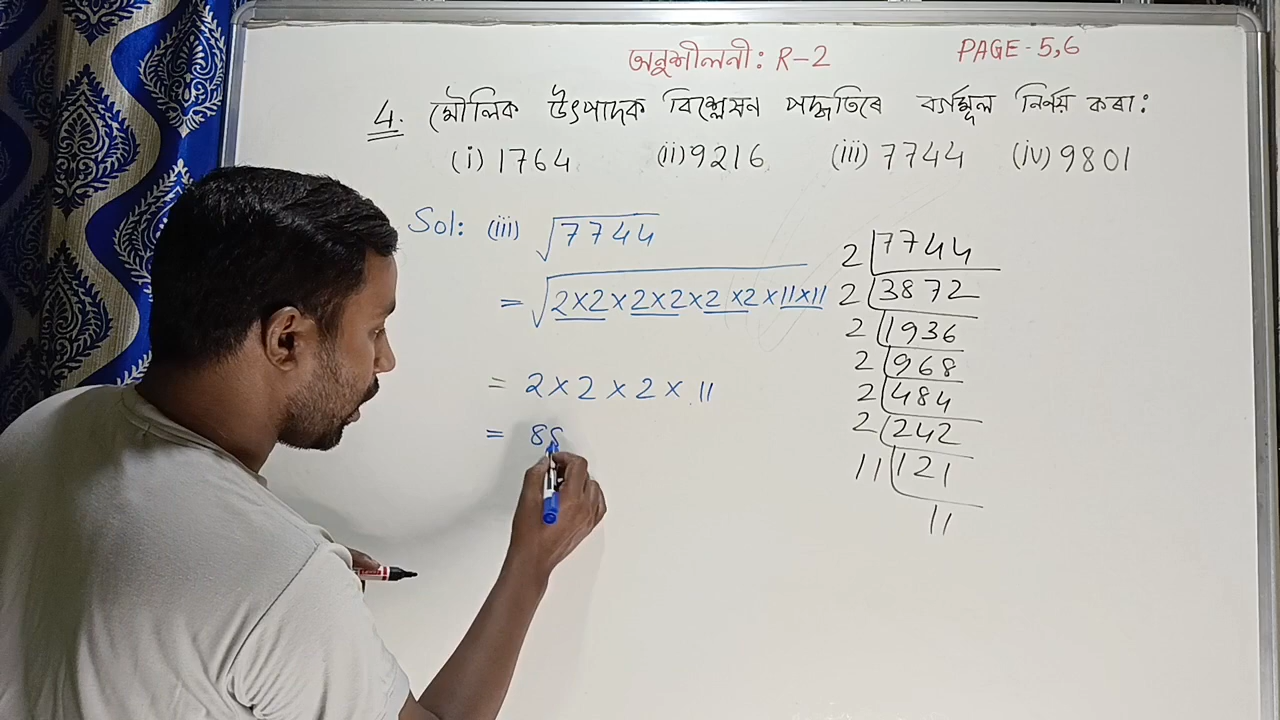 অনুশীলনী: R-2 PAGE-5,6
4. মৌলিক উৎপাদক বিশ্লেষন পদ্ধতিৰে বৰ্গমূল নিৰ্নয় কৰা:
(i) 1764 (ii) 9216 (iii) 7744 (iv) 9801
Sol: (iii) √7744
= √2×2×2×2×2×2×11×11
= 2×2×2×11
= 88
2 7744
2 3872
2 1936
2 968
2 484
2 242
11 121
11